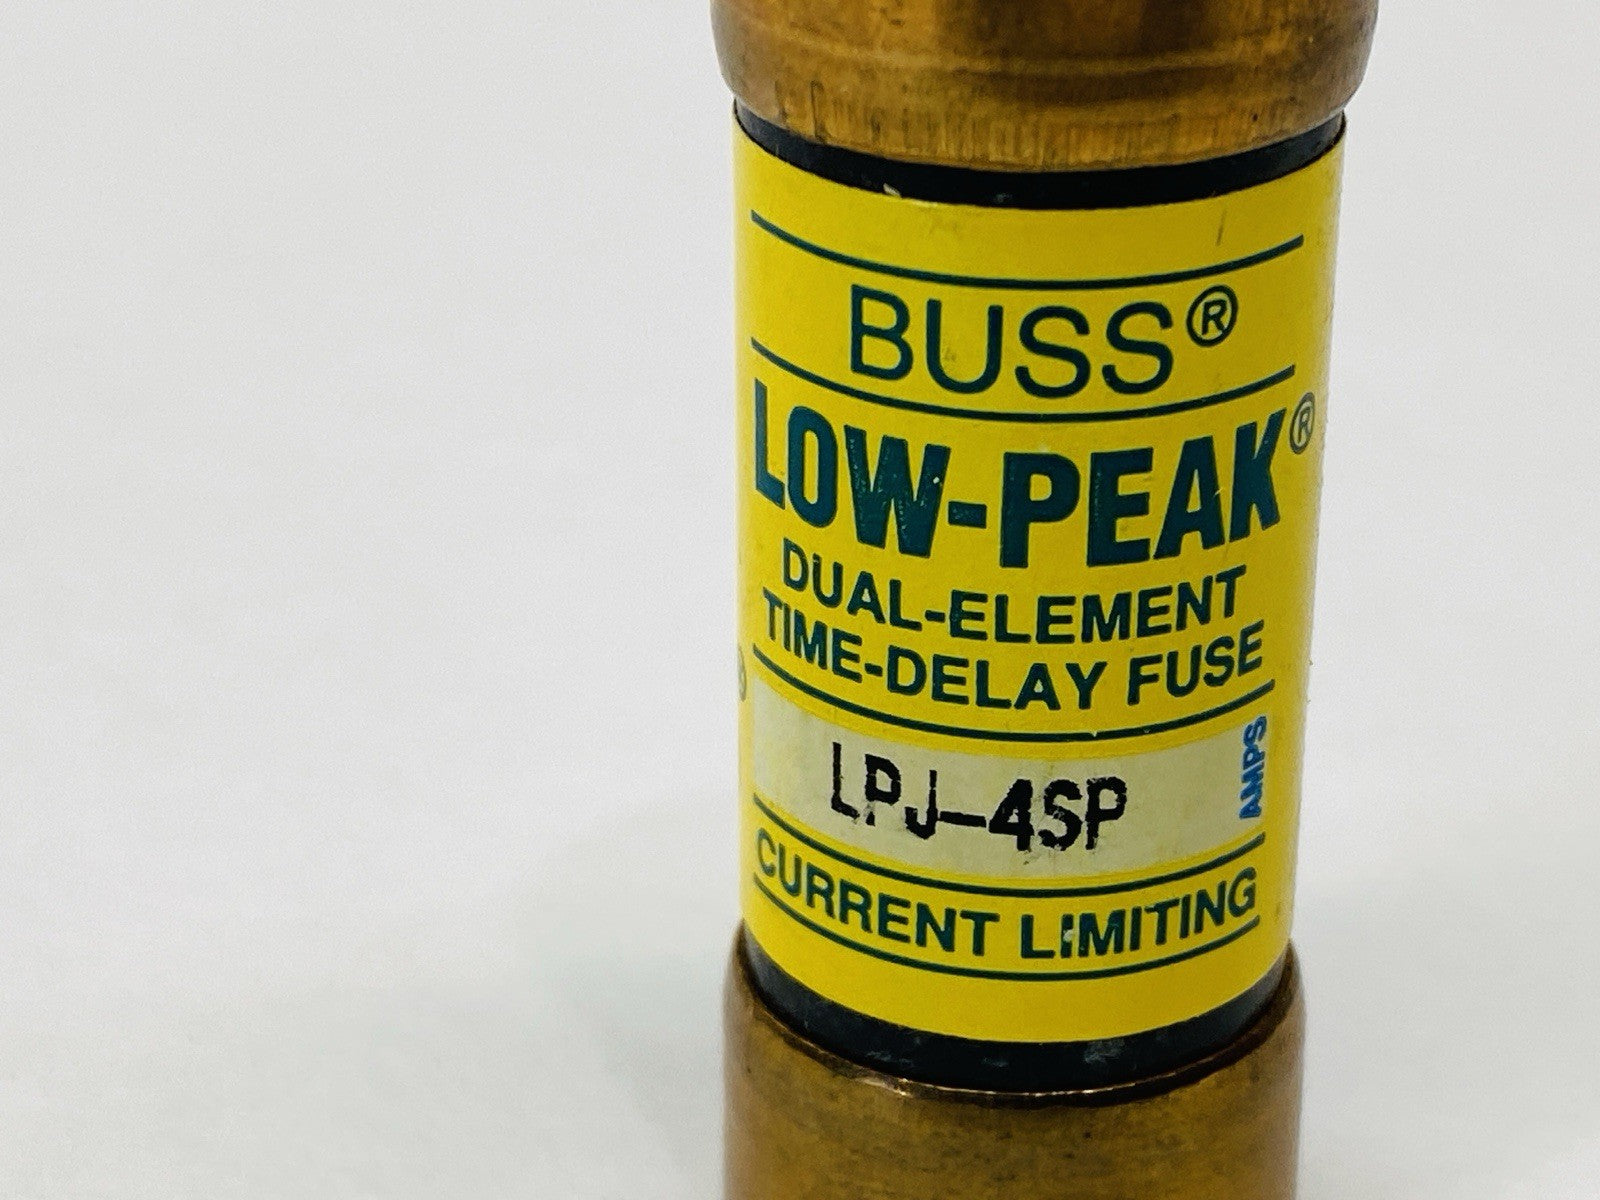 BUSS®
LOW-PEAK®
DUAL-ELEMENT
TIME-DELAY FUSE
LPJ-4SP
AMPS
CURRENT LIMITING